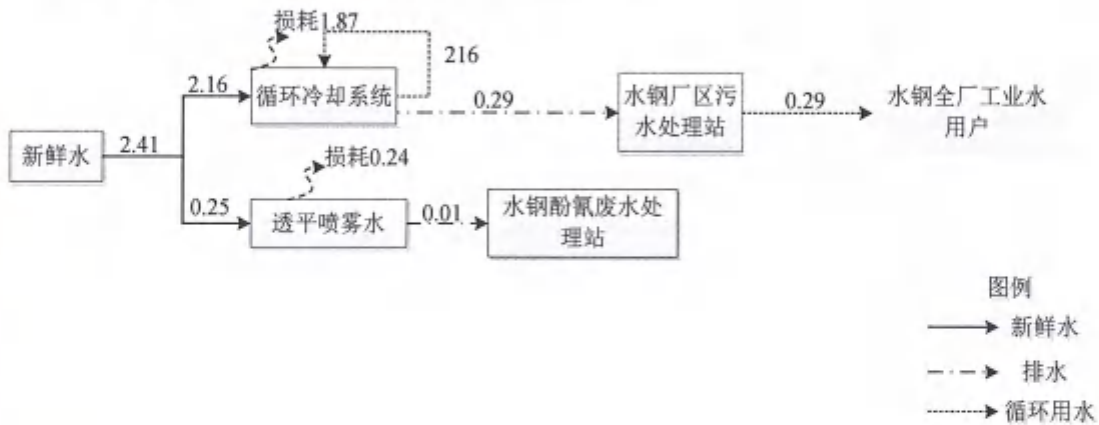 损耗1.87
216
2.16
循环冷却系统
0.29
水钢厂区污
水处理站
0.29
水钢全厂工业水
用户
新鲜水
2.41
损耗0.24
0.25
透平喷雾水
0.01
水钢酚氰废水处
理站
图例
新鲜水
排水
循环用水